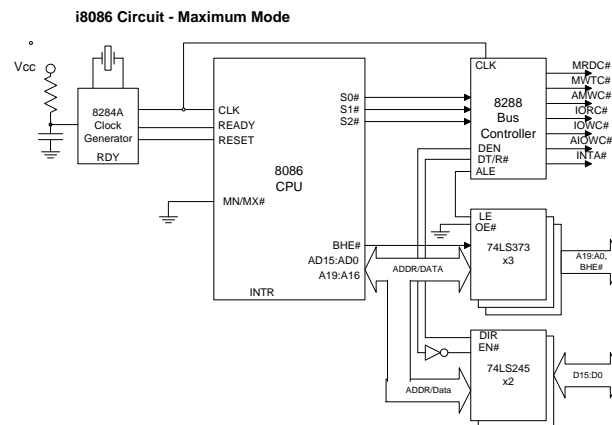 i8086 Circuit - Maximum Mode
Vcc
8284A
Clock
Generator
RDY
CLK
READY
RESET
MN/MX#
8086
CPU
INTR
S0#
S1#
S2#
BHE#
AD15:AD0
A19:A16
CLK
8288
Bus
Controller
DEN
DT/R#
ALE
MRDC#
MWTC#
AMWC#
IORC#
IOWC#
AIOWC#
INTA#
LE
OE#
74LS373
x3
ADDR/DATA
A19:A0,
BHE#
DIR
EN#
74LS245
x2
ADDR/Data
D15:D0